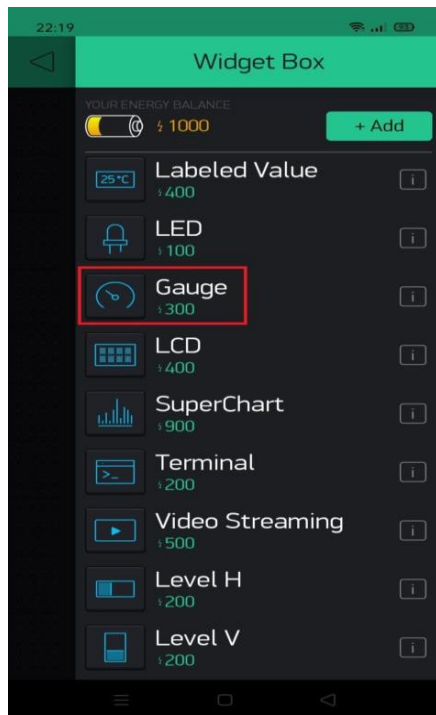 22:19
93
Widget Box
YOUR ENERGY BALANCE
1000
+ Add
25°C
Labeled Value
400
LED
100
Gauge
300
LCD
400
SuperChart
900
Terminal
200
Video Streaming
500
Level H
200
Level V
200